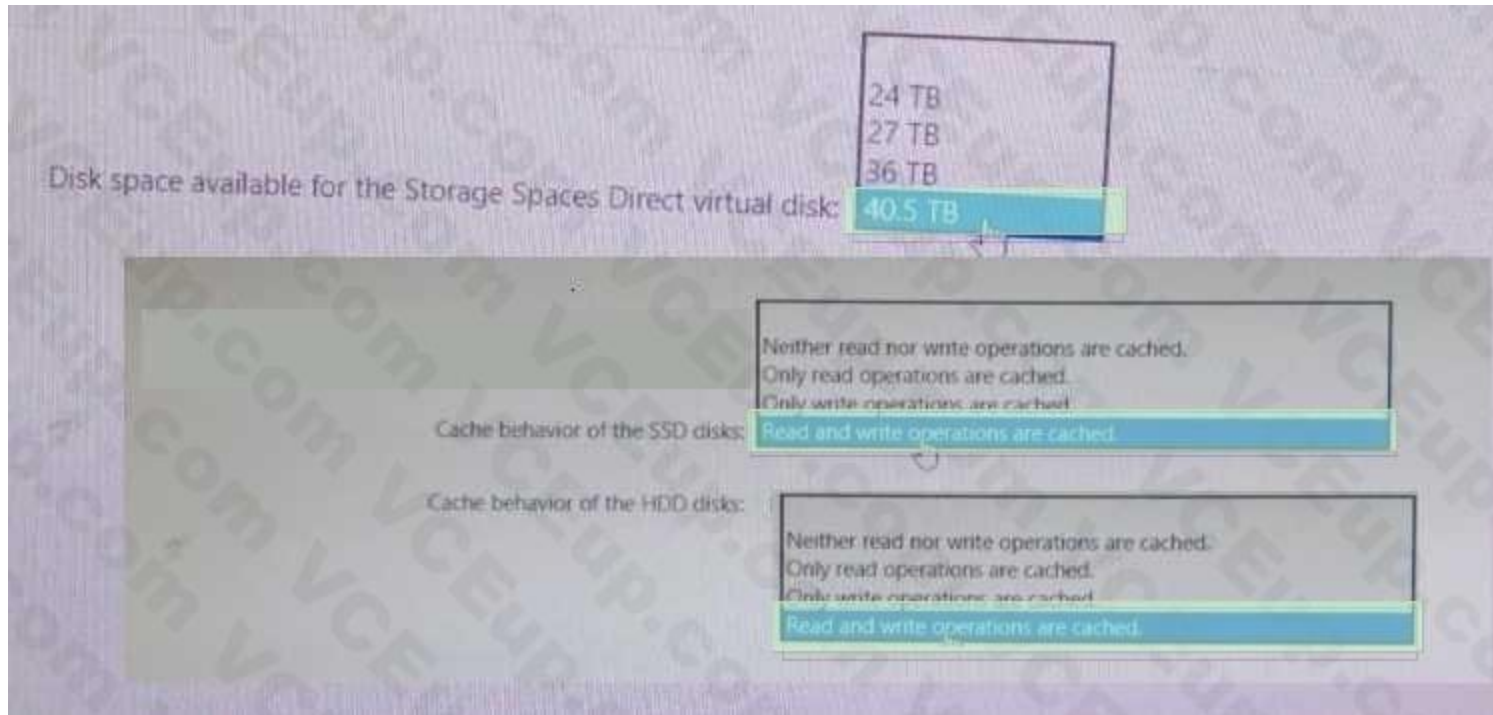 24 TB
27 TB
36 TB
Disk space available for the Storage Spaces Direct virtual disk: 40.5 TB
Neither read nor write operations are cached.
Only read operations are cached.
Only write operations are cached.
Cache behavior of the SSD disks: Read and write operations are cached.
Cache behavior of the HDD disks:
Neither read nor write operations are cached.
Only read operations are cached.
Only write operations are cached.
Read and write operations are cached.
VCEup.com